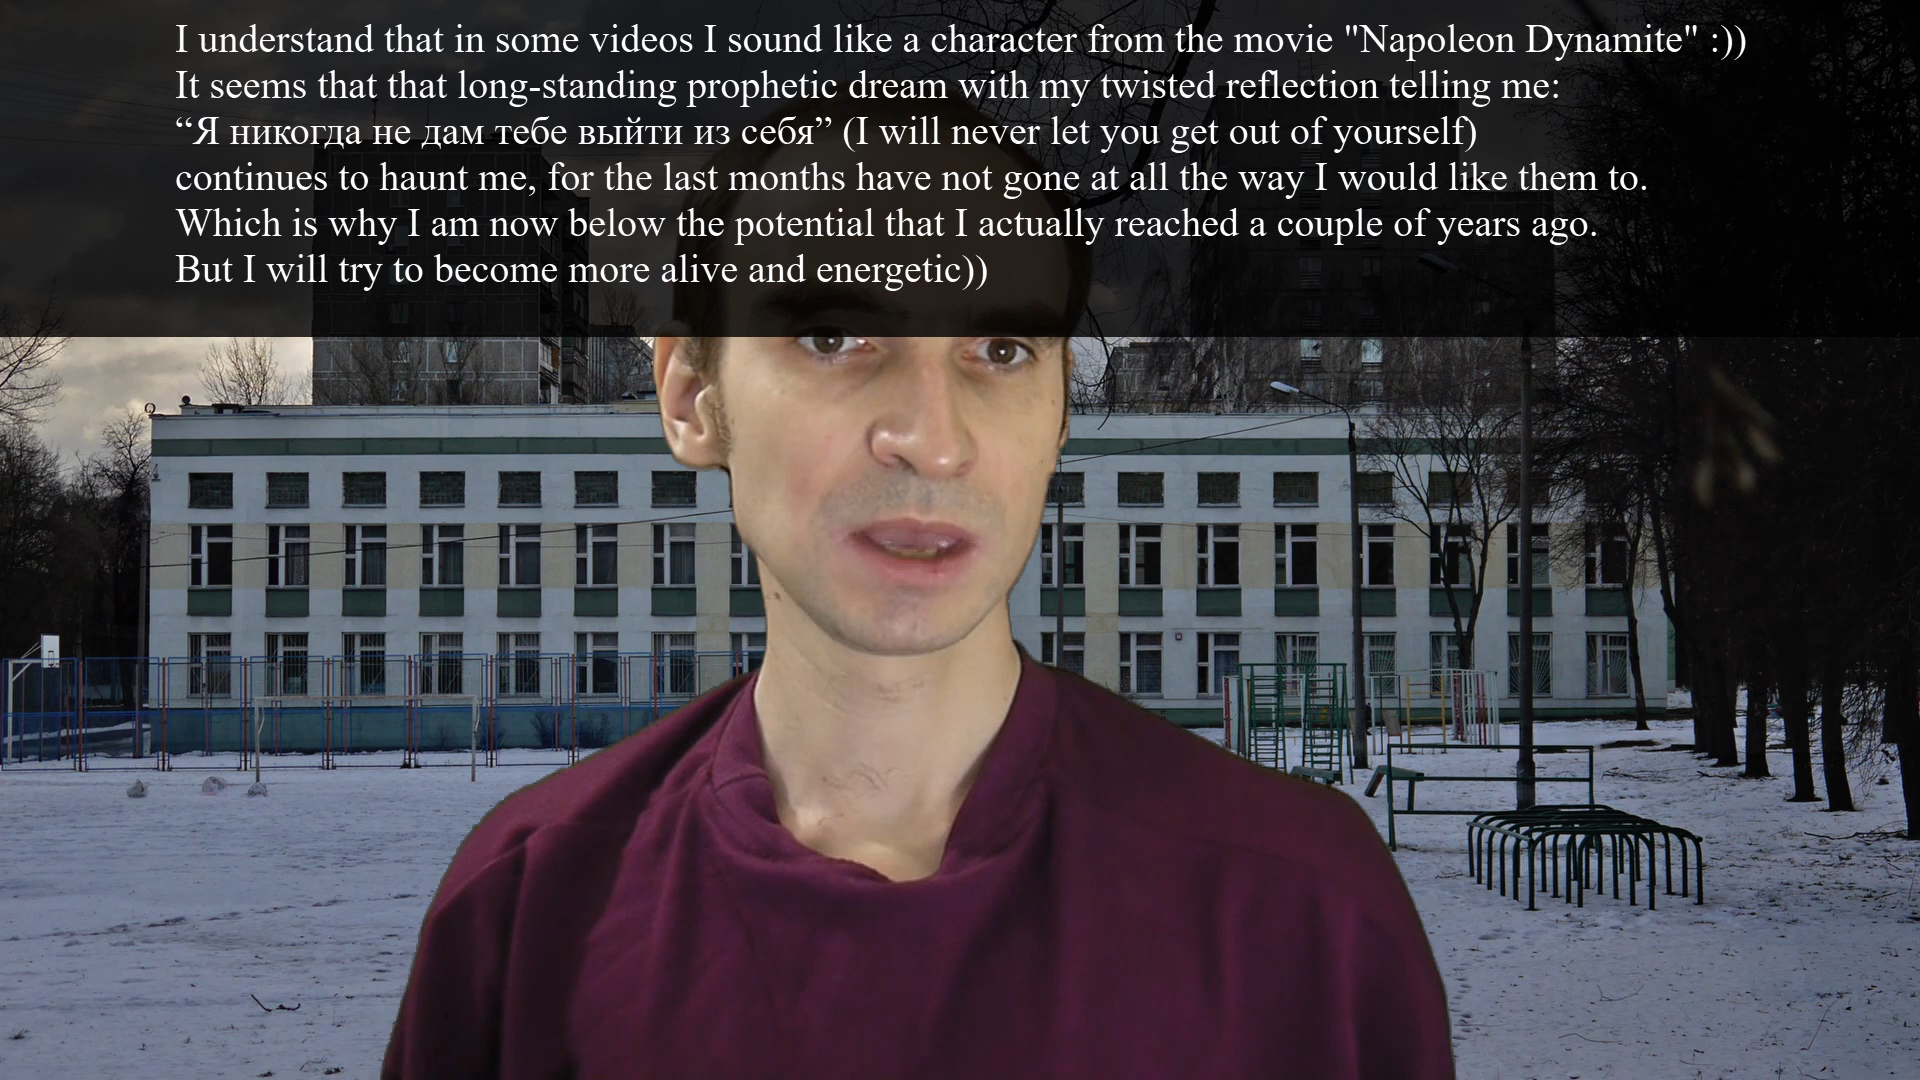 I understand that in some videos I sound like a character from the movie "Napoleon Dynamite" :))
It seems that that long-standing prophetic dream with my twisted reflection telling me:
“Я никогда не дам тебе выйти из себя” (I will never let you get out of yourself)
continues to haunt me, for the last months have not gone at all the way I would like them to.
Which is why I am now below the potential that I actually reached a couple of years ago.
But I will try to become more alive and energetic))